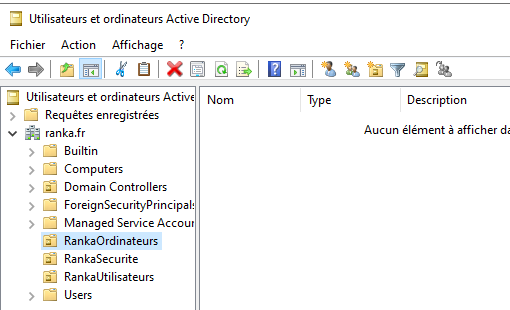 Utilisateurs et ordinateurs Active Directory
Fichier Action Affichage ?
Utilisateurs et ordinateurs Active
Requêtes enregistrées
ranka.fr
Builtin
Computers
Domain Controllers
ForeignSecurityPrincipals
Managed Service Accour
RankaOrdinateurs
RankaSecurite
RankaUtilisateurs
Users
Nom Type Description
Aucun élément à afficher da